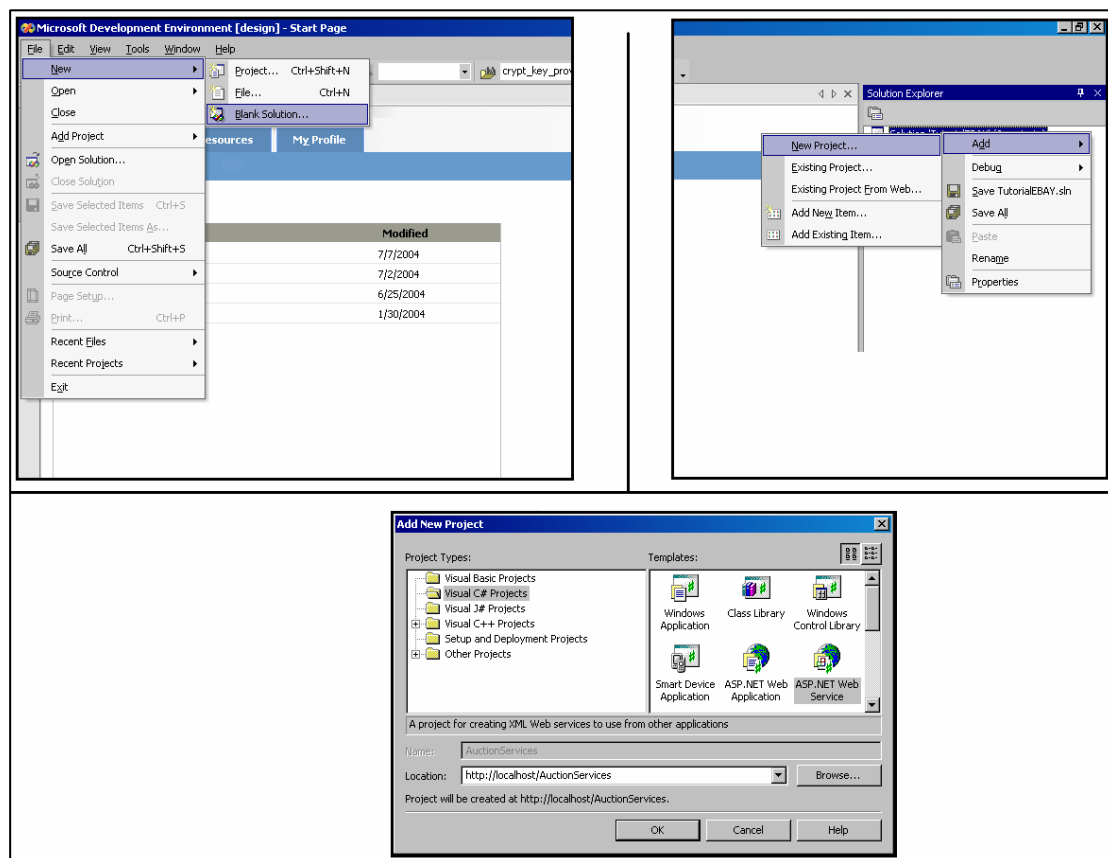 Microsoft Development Environment [design] - Start Page
File Edit View Tools Window Help
New
Project... Ctrl+Shift+N
crypt_key_prov
Open
File... Ctrl+N
Close
Blank Solution...
Add Project
esources
My Profile
Open Solution...
Close Solution
Save Selected Items Ctrl+S
Save Selected Items As...
Modified
Save All Ctrl+Shift+S
7/7/2004
Source Control
7/2/2004
Page Setup...
6/25/2004
Print... Ctrl+P
1/30/2004
Recent Files
Recent Projects
Exit
Solution Explorer
New Project...
Add
Existing Project...
Debug
Existing Project From Web...
Save TutorialEBAY.sln
Add New Item...
Save All
Add Existing Item...
Paste
Rename
Properties
Add New Project
Project Types:
Templates:
Visual Basic Projects
Visual C# Projects
Visual J# Projects
Visual C++ Projects
Setup and Deployment Projects
Other Projects
Windows Application
Class Library
Windows Control Library
Smart Device Application
ASP.NET Web Application
ASP.NET Web Service
A project for creating XML Web services to use from other applications
Name: AuctionServices
Location: http://localhost/AuctionServices
Browse...
Project will be created at http://localhost/AuctionServices.
OK
Cancel
Help